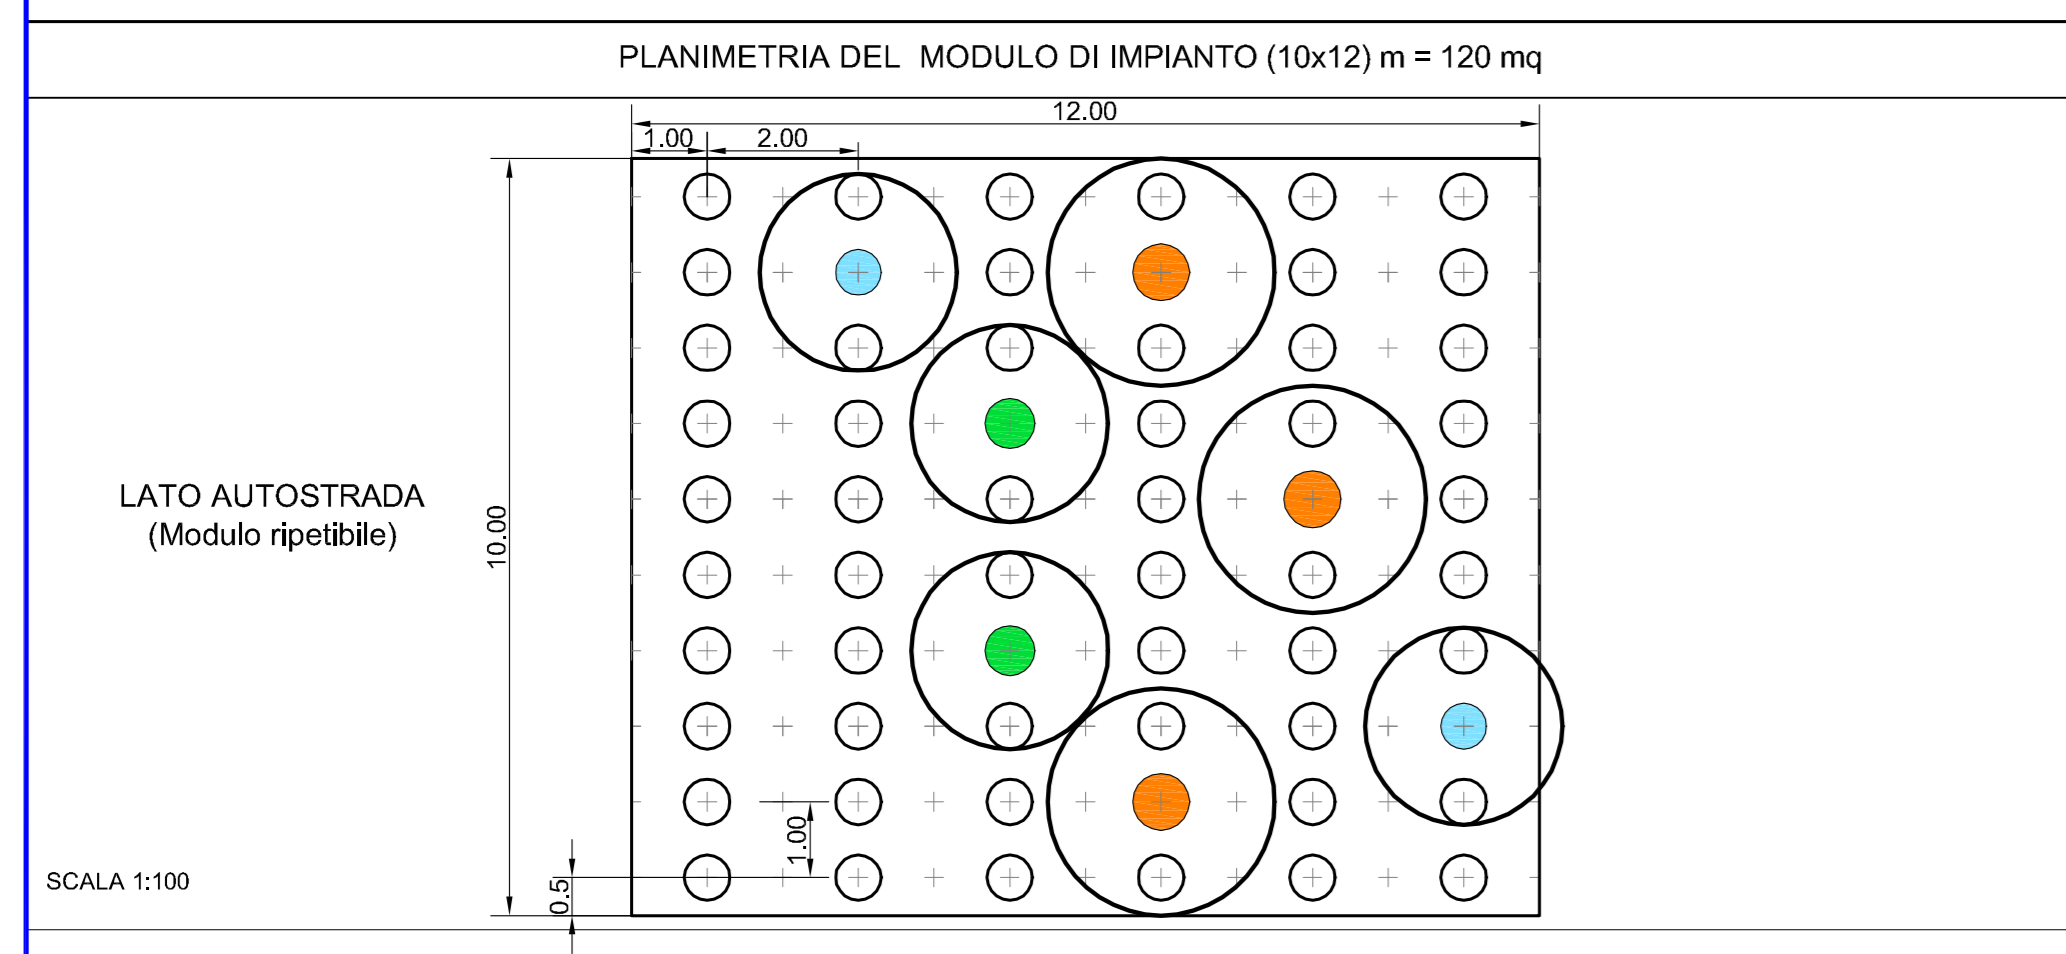 PLANIMETRIA DEL MODULO DI IMPIANTO (10x12) m = 120 mq
12.00
1.00
2.00
LATO AUTOSTRADA
(Modulo ripetibile)
10.00
1.00
0.5
SCALA 1:100